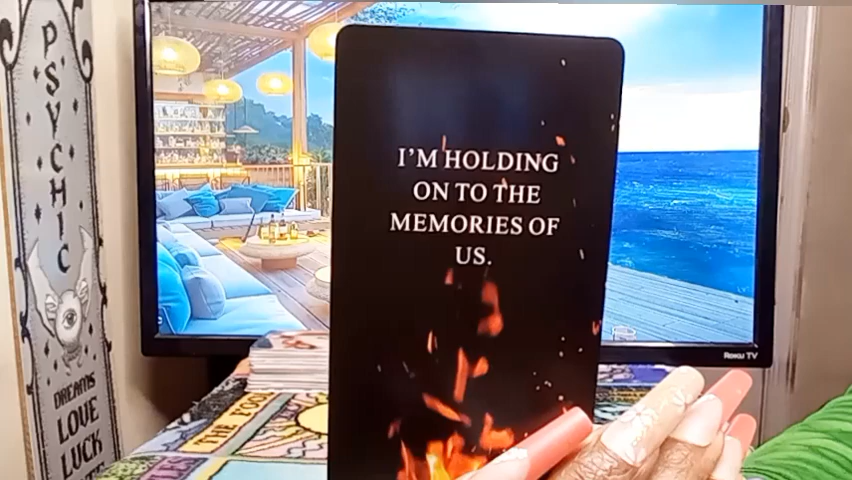 PSYCHIC
DREAMS
LOVE
LUCK
I'M HOLDING
ON TO THE
MEMORIES OF
US.
Roku TV
THE FOOL